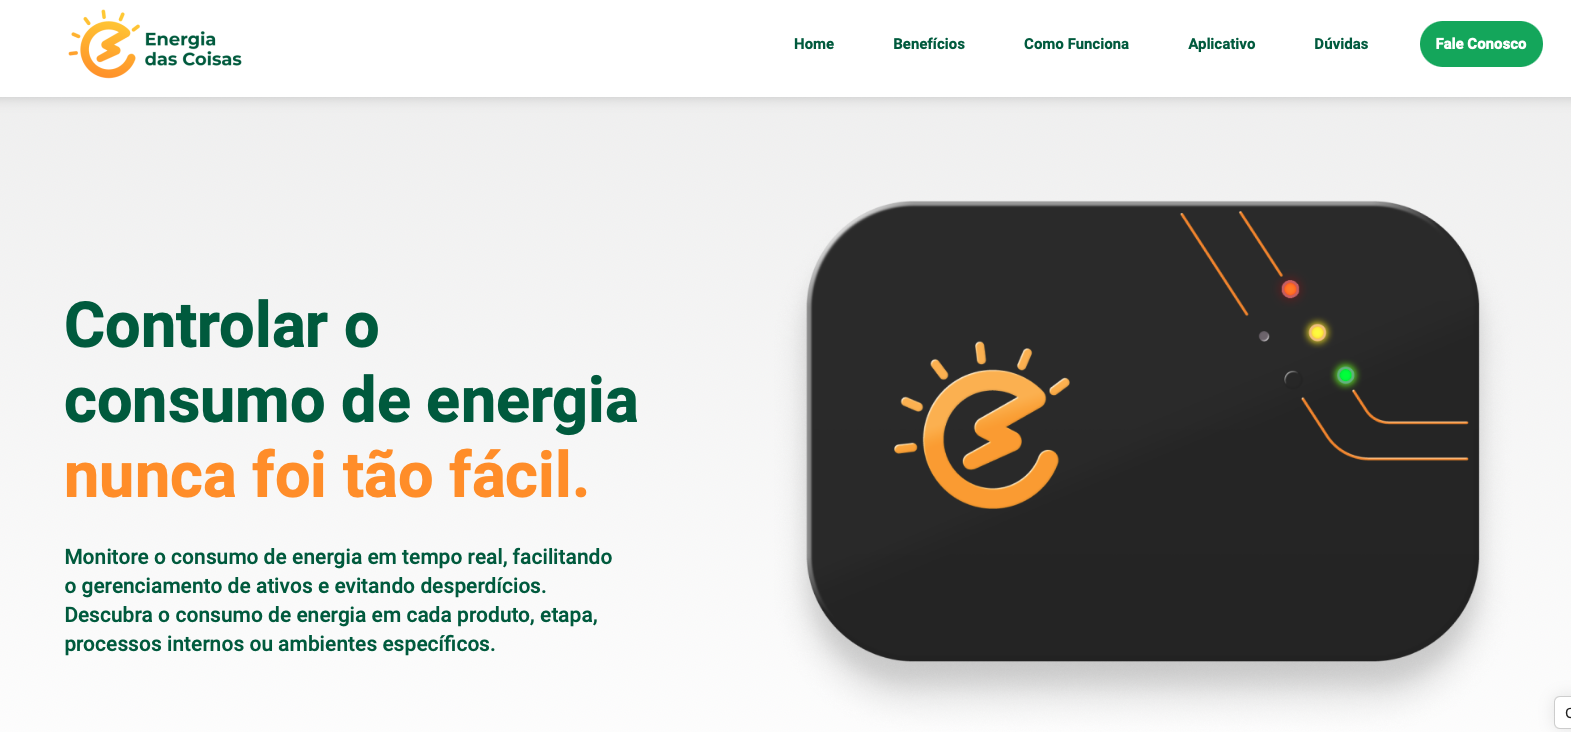 Energia
das Coisas
Home
Benefícios
Como Funciona
Aplicativo
Dúvidas
Fale Conosco
Controlar o
consumo de energia
nunca foi tão fácil.
Monitore o consumo de energia em tempo real, facilitando
o gerenciamento de ativos e evitando desperdícios.
Descubra o consumo de energia em cada produto, etapa,
processos internos ou ambientes específicos.